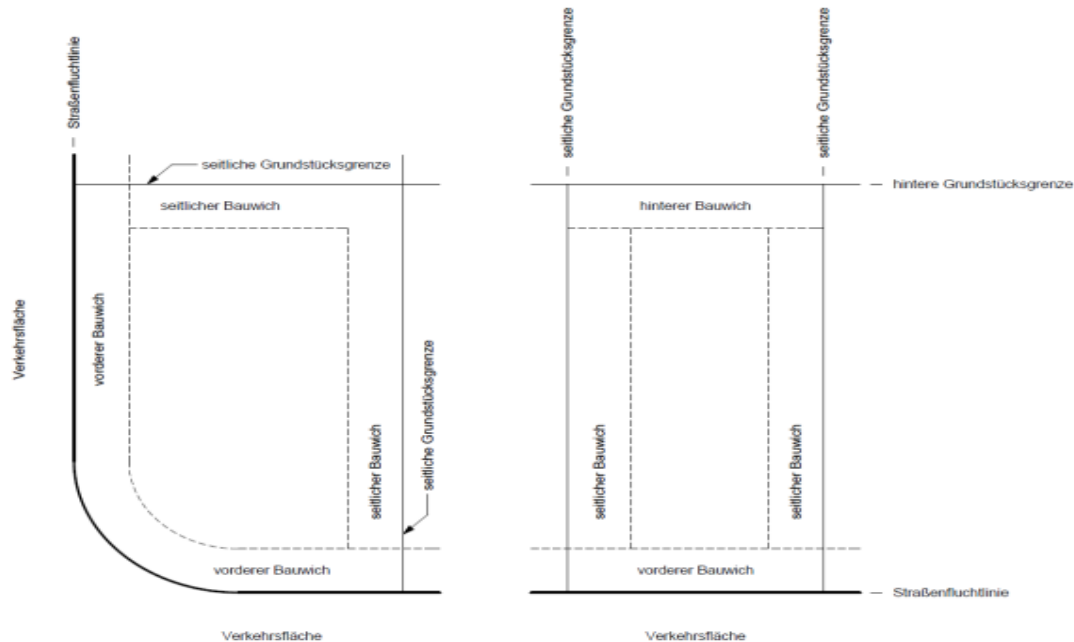 Straßenfluchtlinie
seitliche Grundstücksgrenze
seitlicher Bauwich
Verkehrsfläche
vorderer Bauwich
seitlicher Bauwich
seitliche Grundstücksgrenze
vorderer Bauwich
Verkehrsfläche
seitliche Grundstücksgrenze
seitliche Grundstücksgrenze
hintere Grundstücksgrenze
hinterer Bauwich
seitlicher Bauwich
seitlicher Bauwich
vorderer Bauwich
Straßenfluchtlinie
Verkehrsfläche